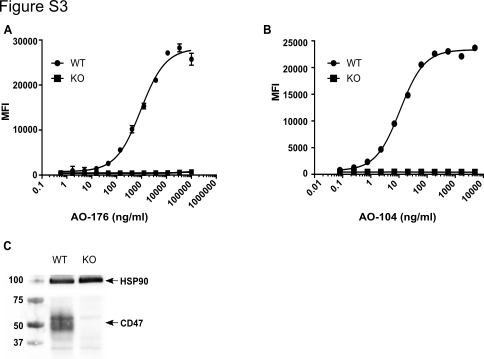 Figure S3
A
30000
20000
10000
0
MFI
WT
KO
0.1
1
10
100
1000
10000
100000
1000000
AO-176 (ng/ml)
B
25000
20000
15000
10000
5000
0
MFI
WT
KO
0.01
0.1
1
10
100
1000
10000
AO-104 (ng/ml)
C
WT KO
100 HSP90
75
50 CD47
37